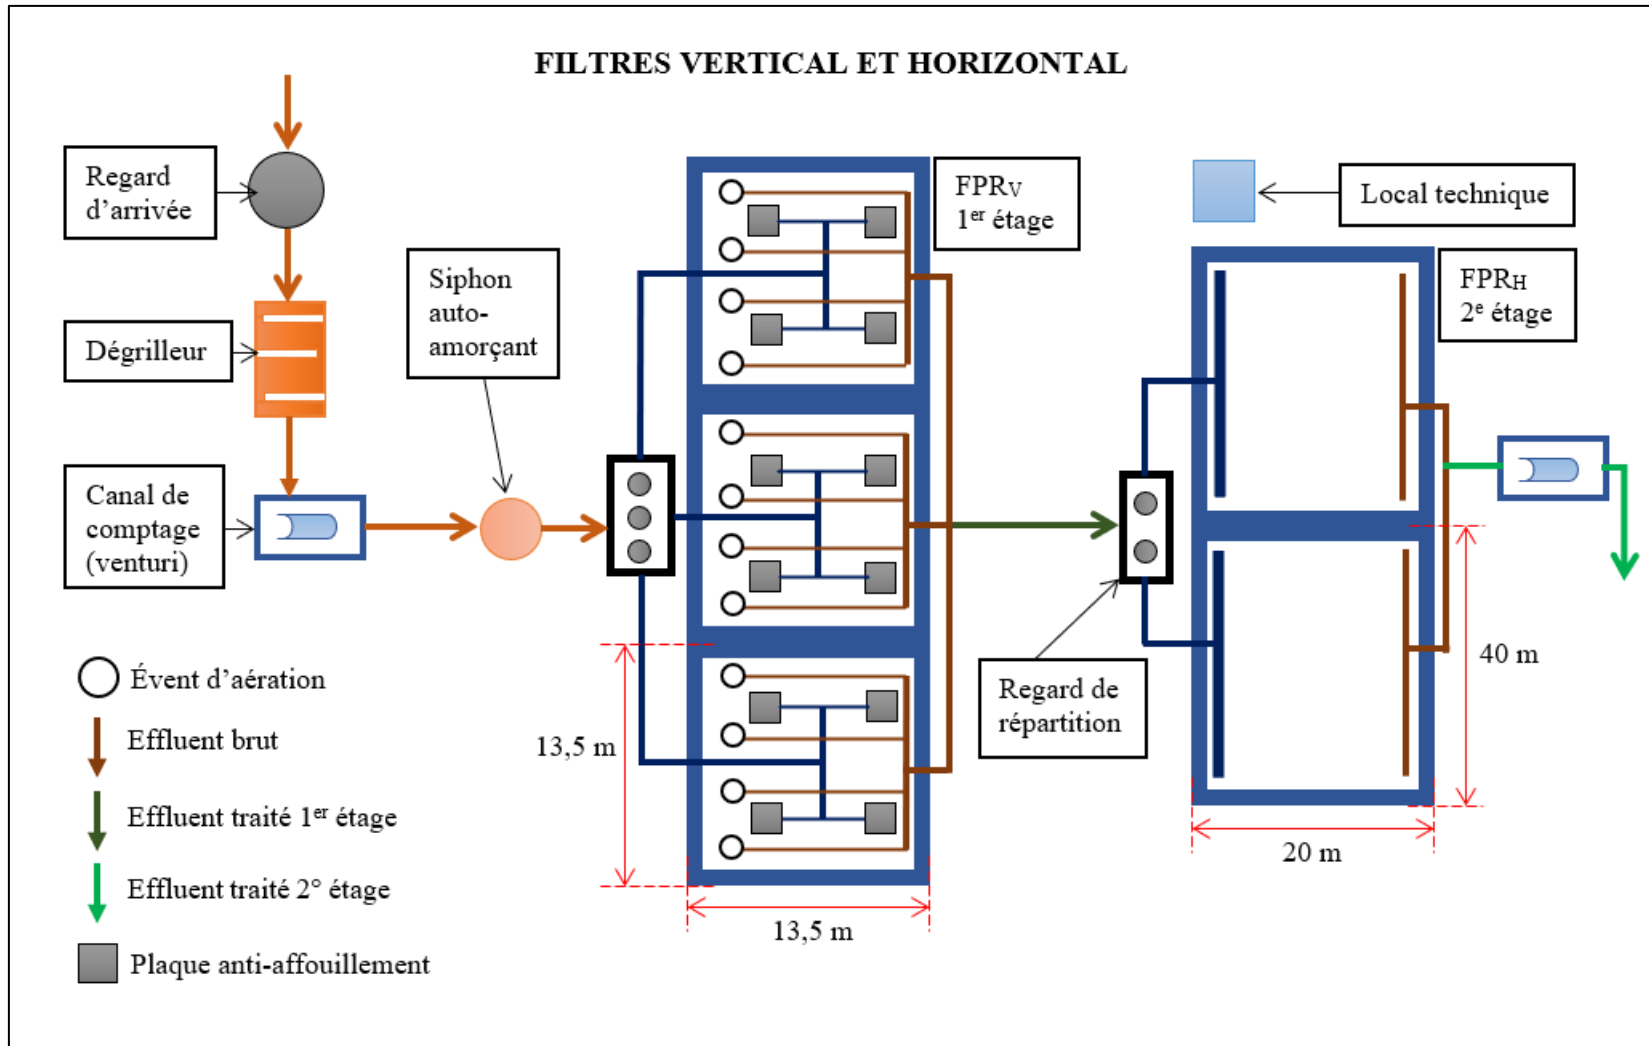 FILTRES VERTICAL ET HORIZONTAL
Regard
d’arrivée
Dégrilleur
Canal de
comptage
(venturi)
Siphon
auto-
amorçant
FPRV
1er étage
Local technique
FPRH
2e étage
Regard de
répartition
13,5 m
13,5 m
40 m
20 m
Évent d’aération
Effluent brut
Effluent traité 1er étage
Effluent traité 2° étage
Plaque anti-affouillement